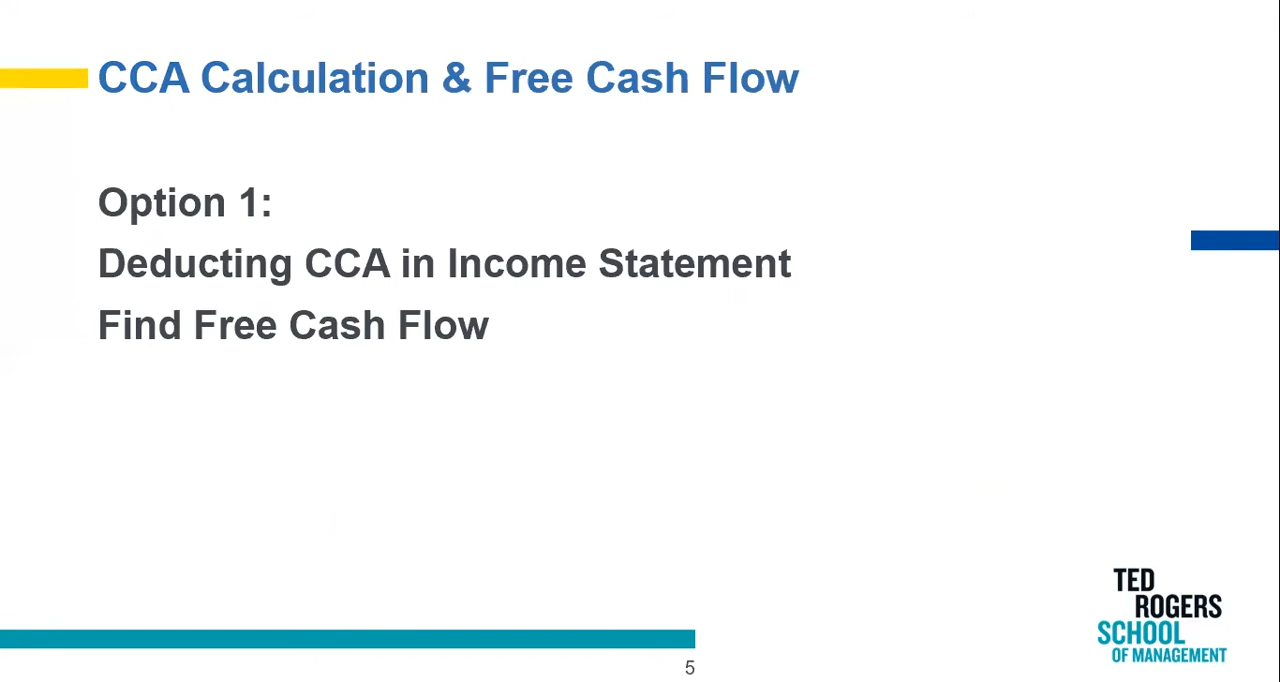 CCA Calculation & Free Cash Flow
Option 1:
Deducting CCA in Income Statement
Find Free Cash Flow
TED
ROGERS
SCHOOL
OF MANAGEMENT
5